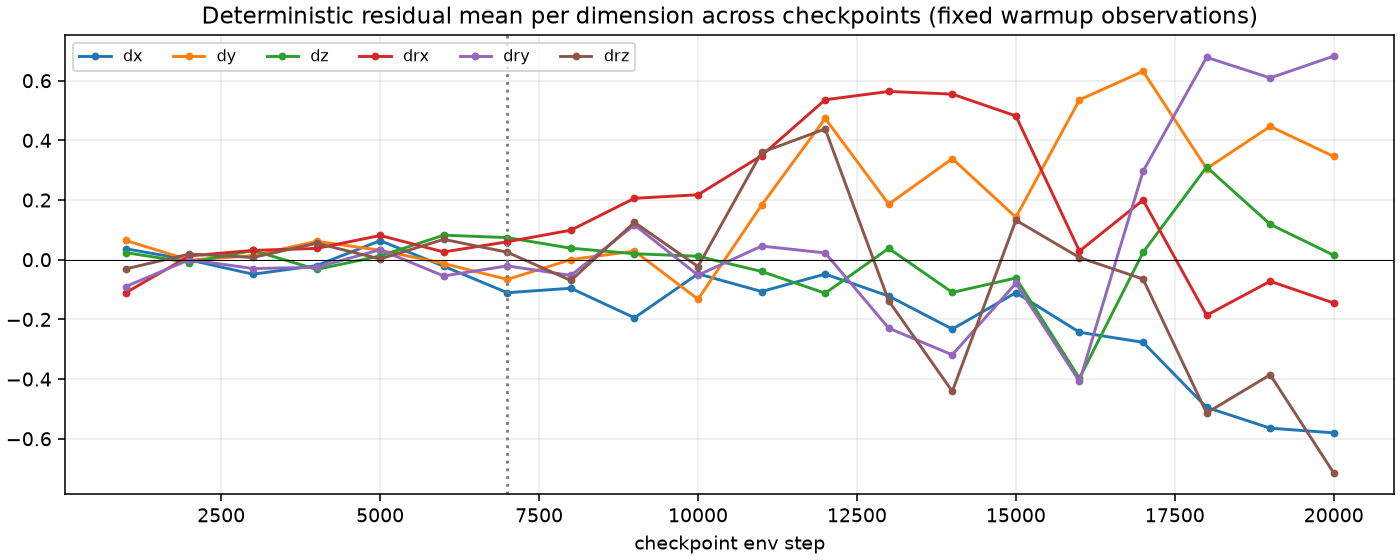 Deterministic residual mean per dimension across checkpoints (fixed warmup observations)
dx dy dz drx dry drz
0.6
0.4
0.2
0.0
−0.2
−0.4
−0.6
2500 5000 7500 10000 12500 15000 17500 20000
checkpoint env step